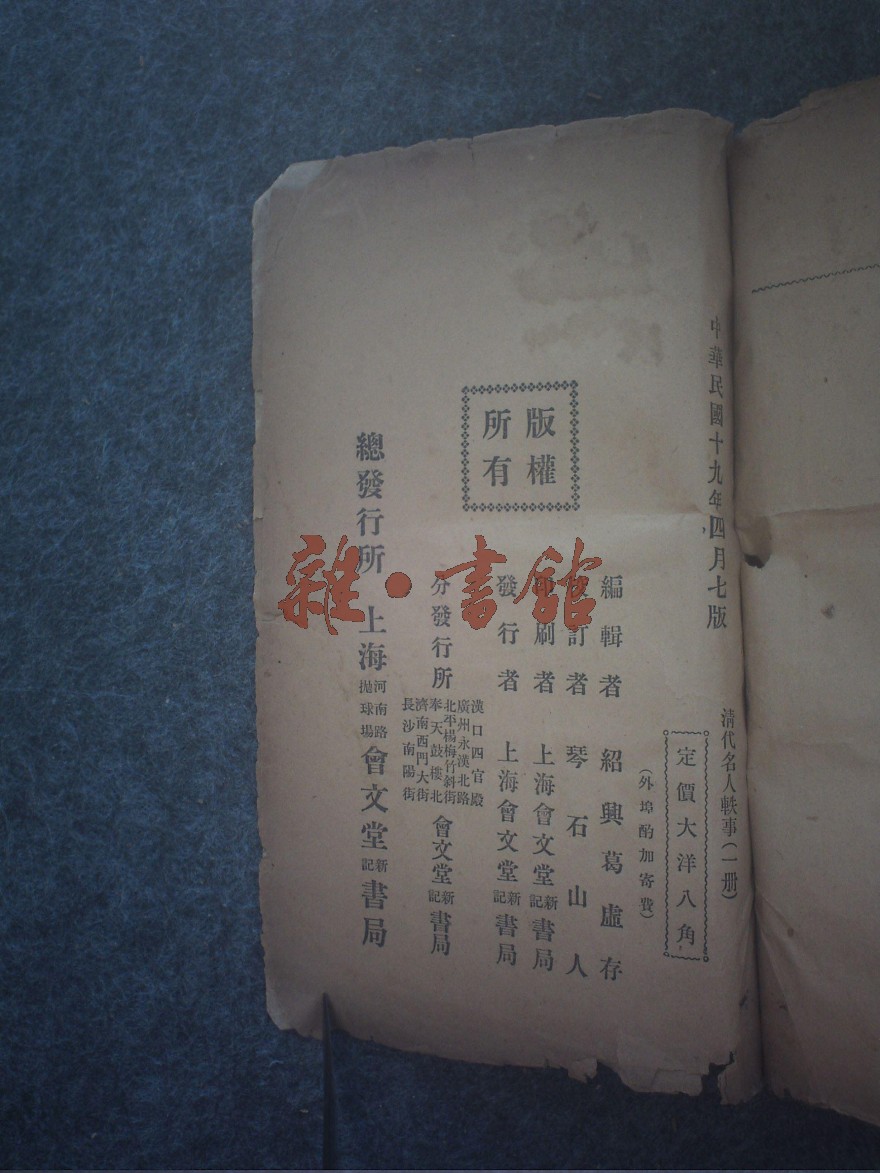 中華民國十九年四月七版
清代名人軼事(一册)
定價大洋八角
(外埠酌加寄費)
版權
所有
編輯者 紹興葛虛存
校訂者 琴石山人
印刷者 上海會文堂新記書局
發行者 上海會文堂新記書局
分發行所
漢口四官殿
廣州永漢北路
北平楊梅竹斜街
奉天鼓樓北
濟南西門大街
長沙南陽街
會文堂新記書局
總發行所 上海
河南路
拋球場
會文堂新記書局
雜·書館